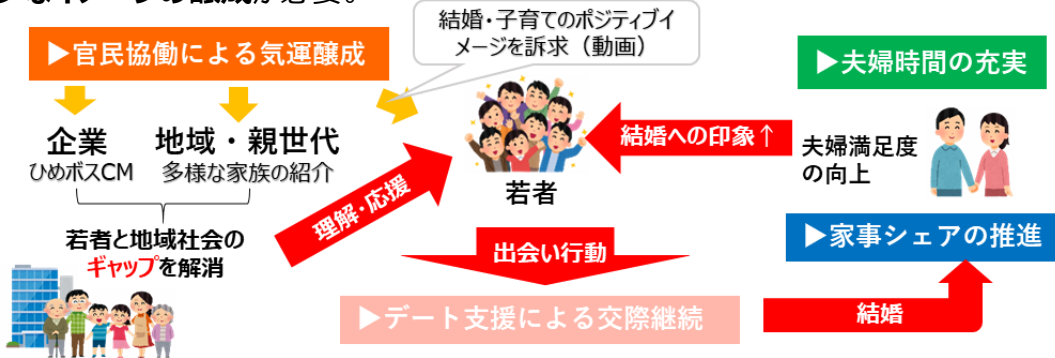 の醸成が必要。
▶官民協働による気運醸成
結婚・子育てのポジティブイ
メージを訴求（動画）
▶夫婦時間の充実
企業
ひめボスCM
地域・親世代
多様な家族の紹介
若者と地域社会の
ギャップを解消
理解・応援
若者
結婚への印象↑
夫婦満足度
の向上
出会い行動
▶家事シェアの推進
▶デート支援による交際継続
結婚